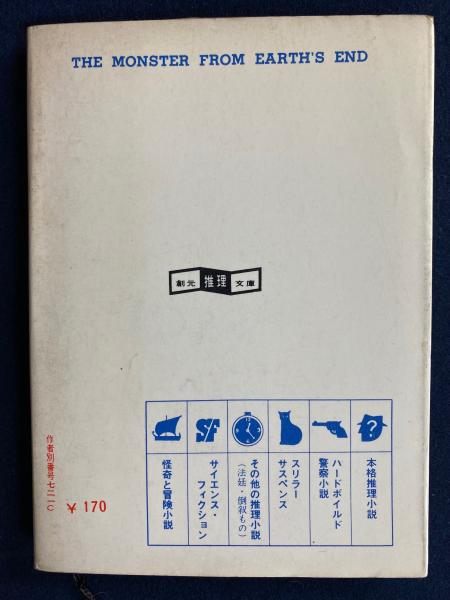 THE MONSTER FROM EARTH'S END
創元推理文庫
SF
?
本格推理小説
ハードボイルド
警察小説
スリラー
サスペンス
その他の推理小説
(法廷・倒叙もの)
サイエンス・
フィクション
怪奇と冒険小説
作者別番号七二一C
¥170